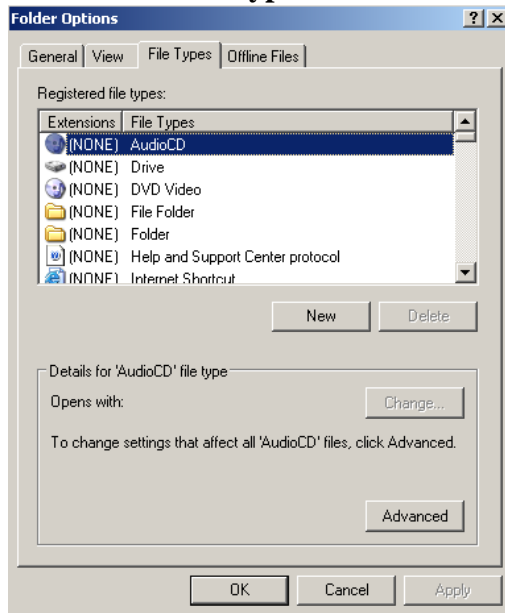 Folder Options
General View File Types Offline Files
Registered file types:
Extensions File Types
(NONE) AudioCD
(NONE) Drive
(NONE) DVD Video
(NONE) File Folder
(NONE) Folder
(NONE) Help and Support Center protocol
(NONE) Internet Shortcut
New Delete
Details for 'AudioCD' file type
Opens with: Change...
To change settings that affect all 'AudioCD' files, click Advanced.
Advanced
OK Cancel Apply